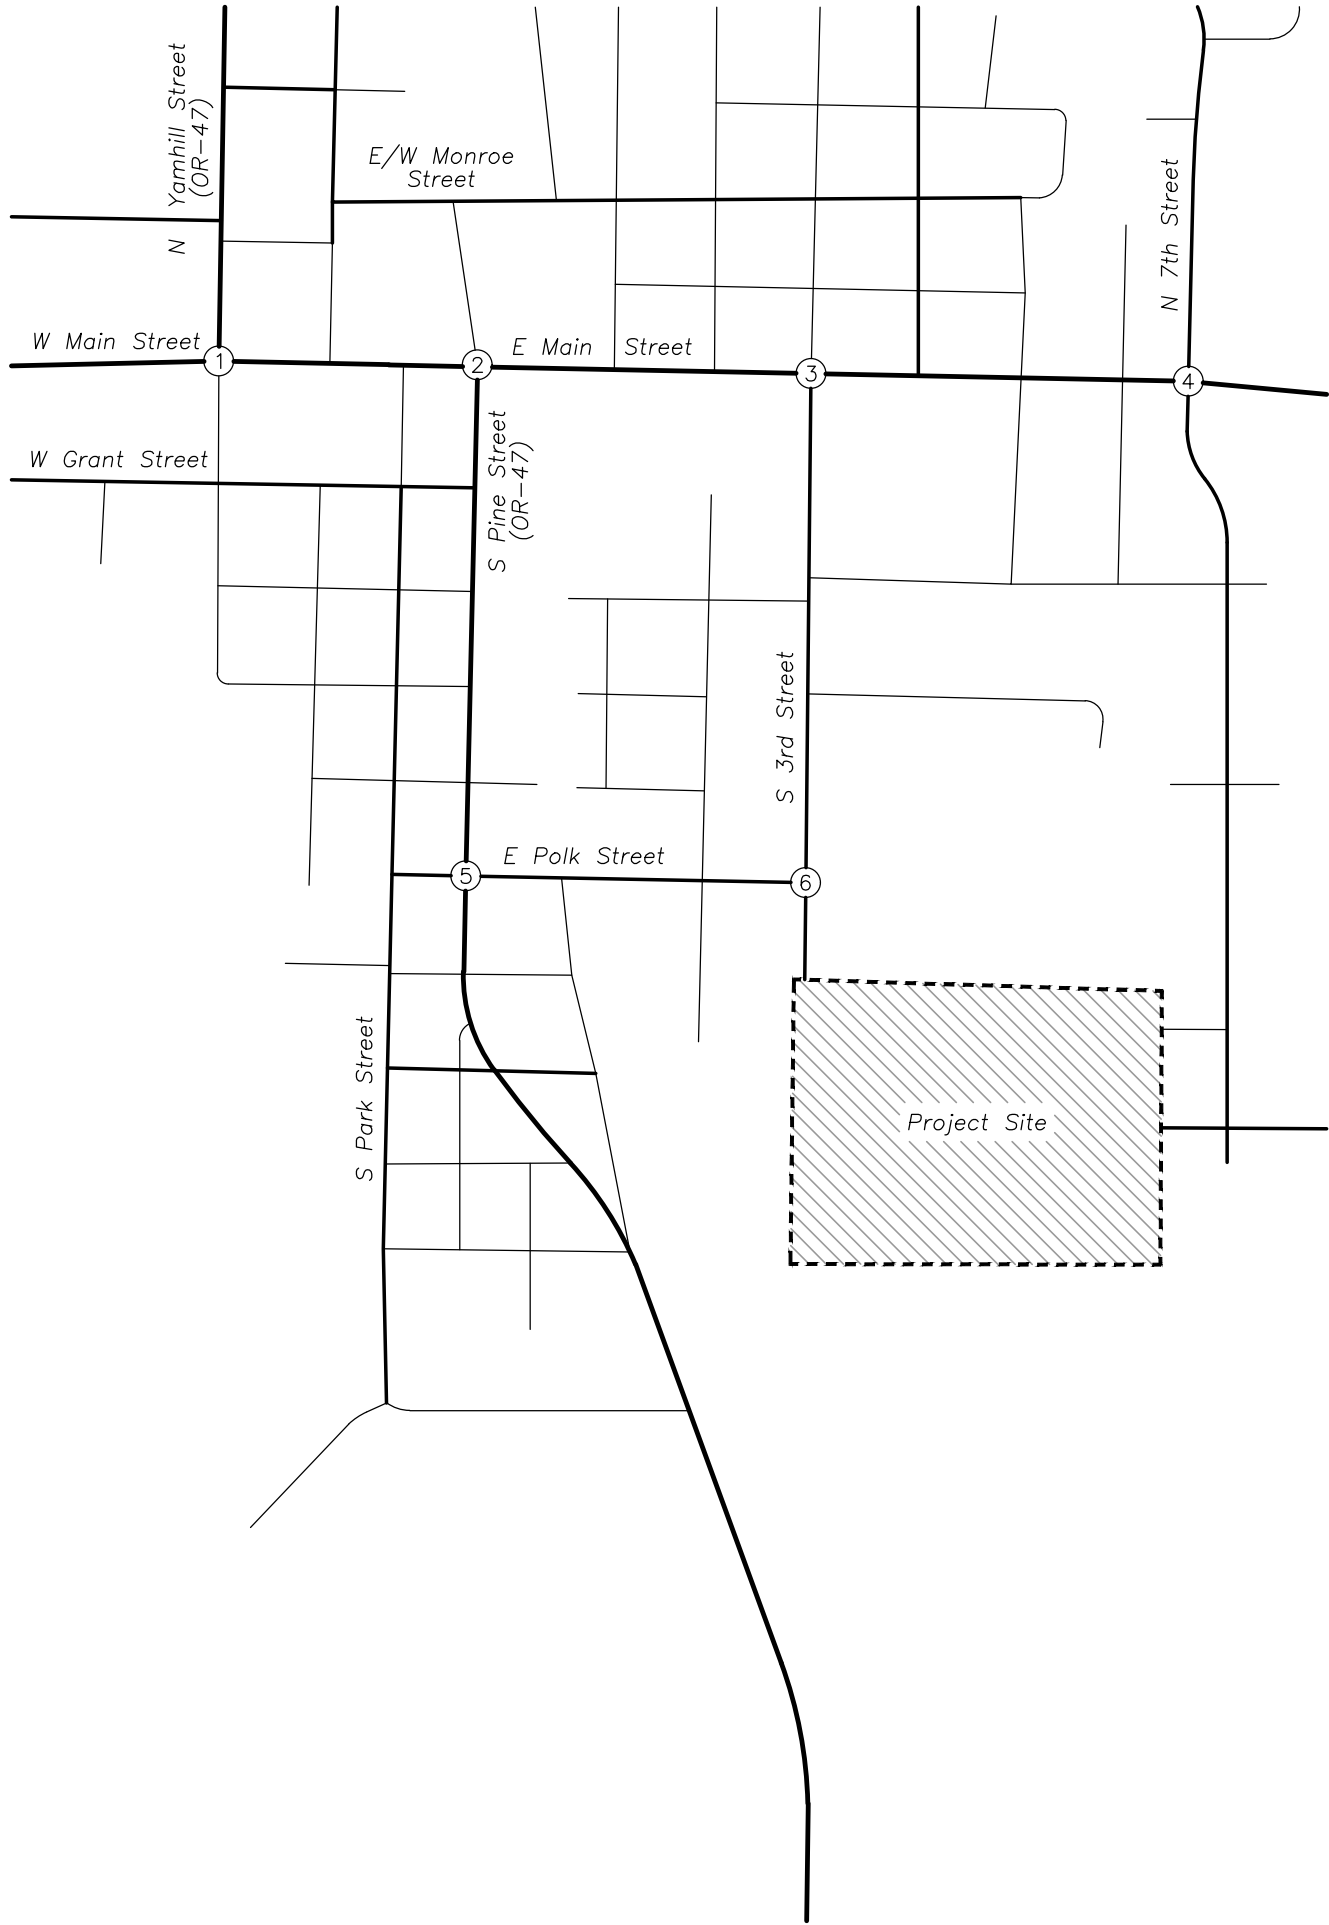 N Yamhill Street
(OR-47)
E/W Monroe
Street
N 7th Street
W Main Street
1
2
E Main Street
3
4
W Grant Street
S Pine Street
(OR-47)
S 3rd Street
E Polk Street
5
6
S Park Street
Project Site